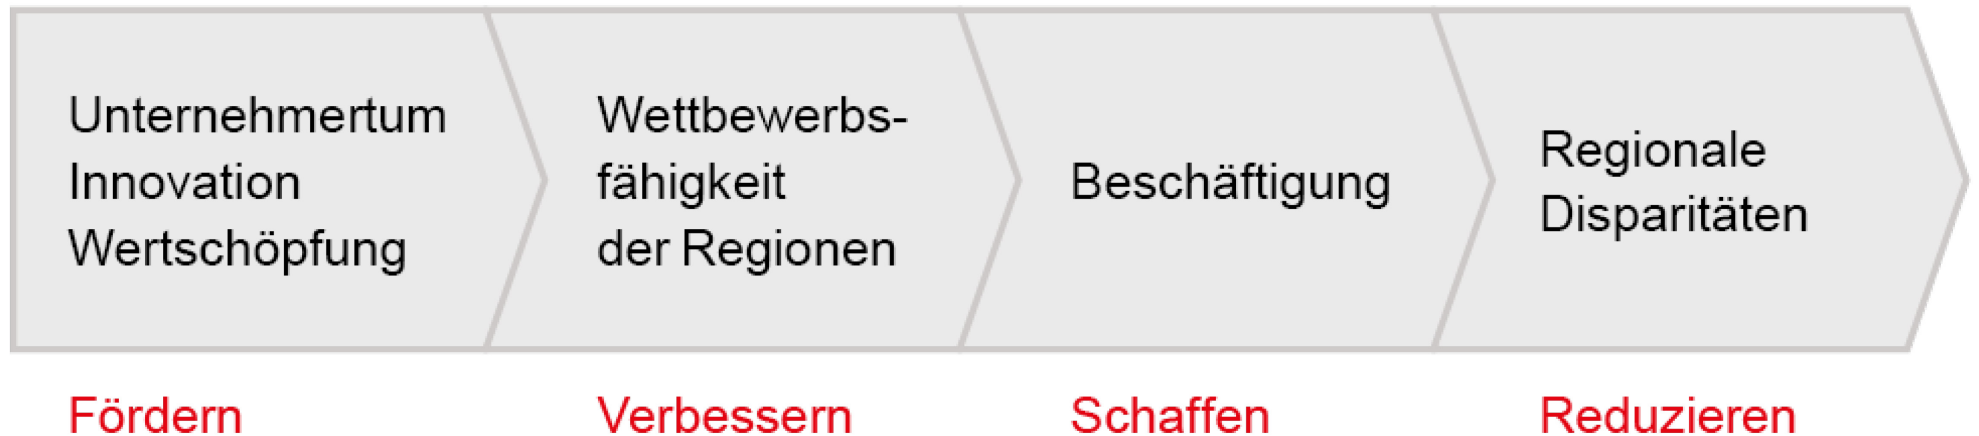 Unternehmertum
Innovation
Wertschöpfung
Wettbewerbs-
fähigkeit
der Regionen
Beschäftigung
Regionale
Disparitäten
Fördern
Verbessern
Schaffen
Reduzieren